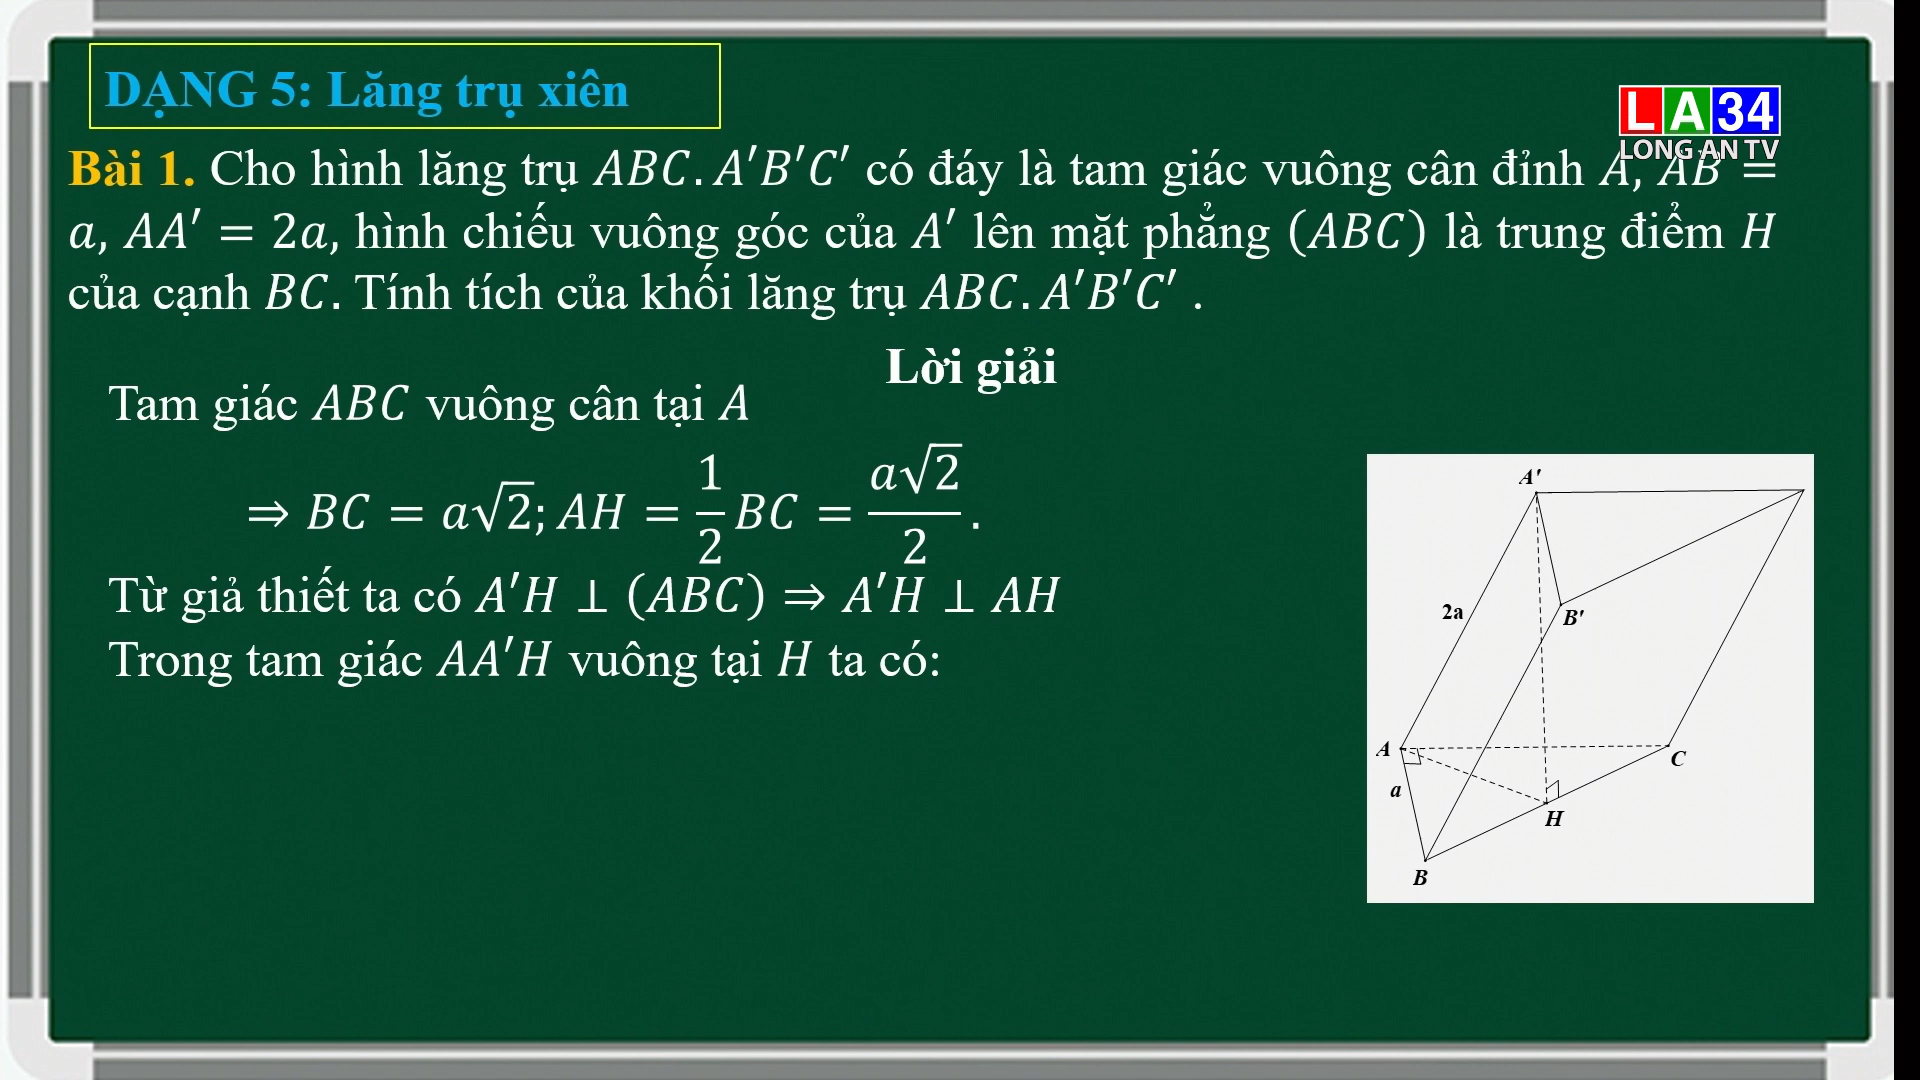 DẠNG 5: Lăng trụ xiên
LA34
LONG AN TV
Bài 1. Cho hình lăng trụ ABC.A′B′C′ có đáy là tam giác vuông cân đỉnh A, AB =
a, AA′ = 2a, hình chiếu vuông góc của A′ lên mặt phẳng (ABC) là trung điểm H
của cạnh BC. Tính tích của khối lăng trụ ABC.A′B′C′ .
Lời giải
Tam giác ABC vuông cân tại A
⇒ BC = a√2; AH = 1/2 BC = a√2/2.
Từ giả thiết ta có A′H ⊥ (ABC) ⇒ A′H ⊥ AH
Trong tam giác AA′H vuông tại H ta có:
A'
2a
B'
A
C
a
H
B